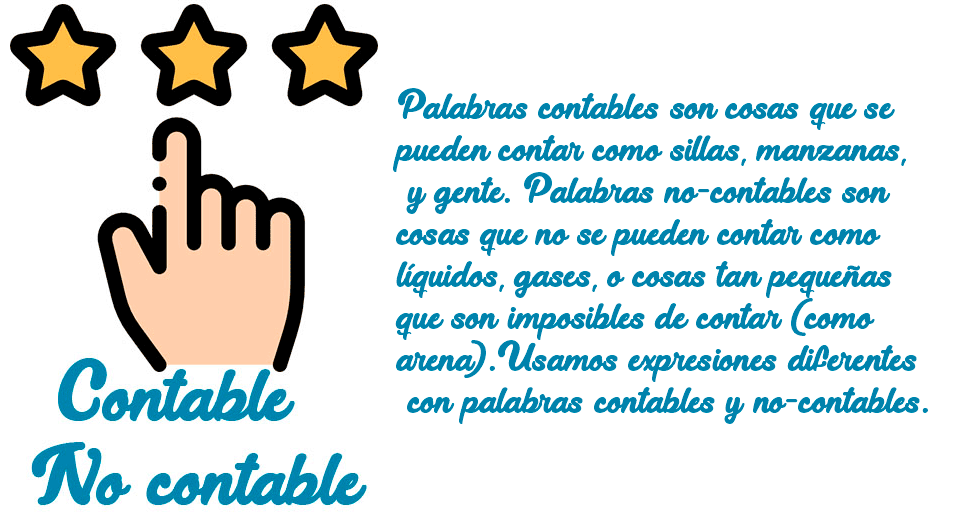 Palabras contables son cosas que se
pueden contar como sillas, manzanas,
y gente. Palabras no-contables son
cosas que no se pueden contar como
líquidos, gases, o cosas tan pequeñas
que son imposibles de contar (como
arena).Usamos expresiones diferentes
con palabras contables y no-contables.
Contable
No contable